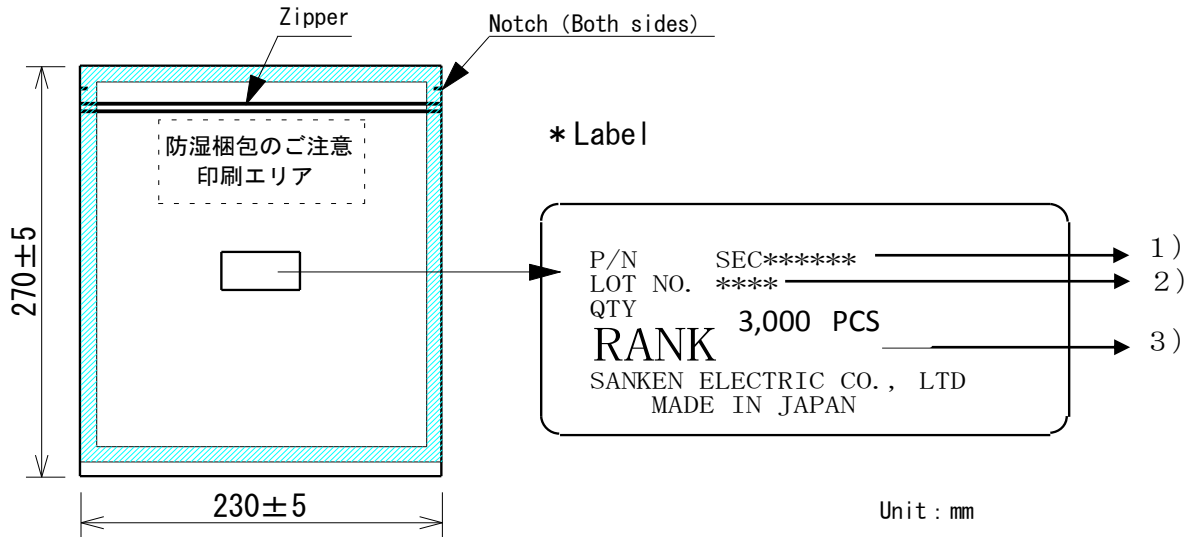 Zipper
Notch (Both sides)
防湿梱包のご注意
印刷エリア
270±5
230±5
*Label
P/N SEC****** 1)
LOT NO. **** 2)
QTY 3,000 PCS
RANK 3)
SANKEN ELECTRIC CO., LTD
MADE IN JAPAN
Unit : mm